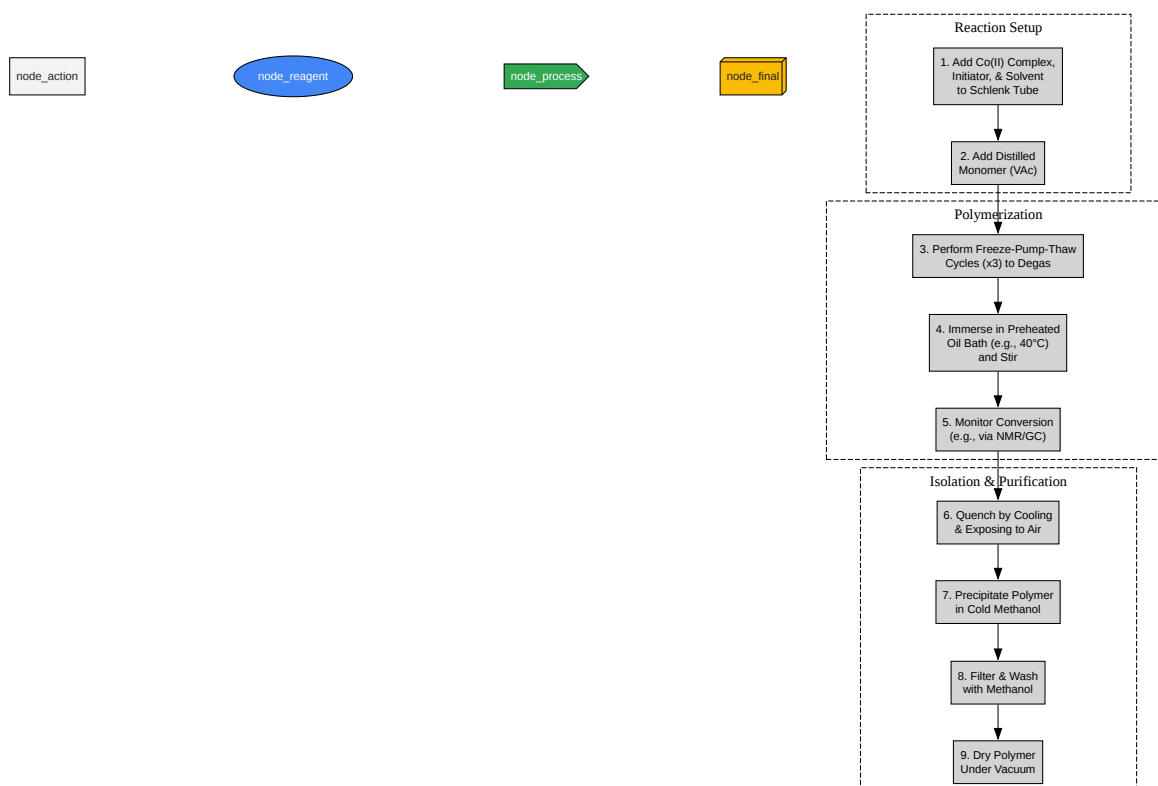 node_action
node_reagent
node_process
node_final
Reaction Setup
1. Add Co(II) Complex,
Initiator, & Solvent
to Schlenk Tube
2. Add Distilled
Monomer (VAc)
Polymerization
3. Perform Freeze-Pump-Thaw
Cycles (x3) to Degas
4. Immerse in Preheated
Oil Bath (e.g., 40°C)
and Stir
5. Monitor Conversion
(e.g., via NMR/GC)
Isolation & Purification
6. Quench by Cooling
& Exposing to Air
7. Precipitate Polymer
in Cold Methanol
8. Filter & Wash
with Methanol
9. Dry Polymer
Under Vacuum